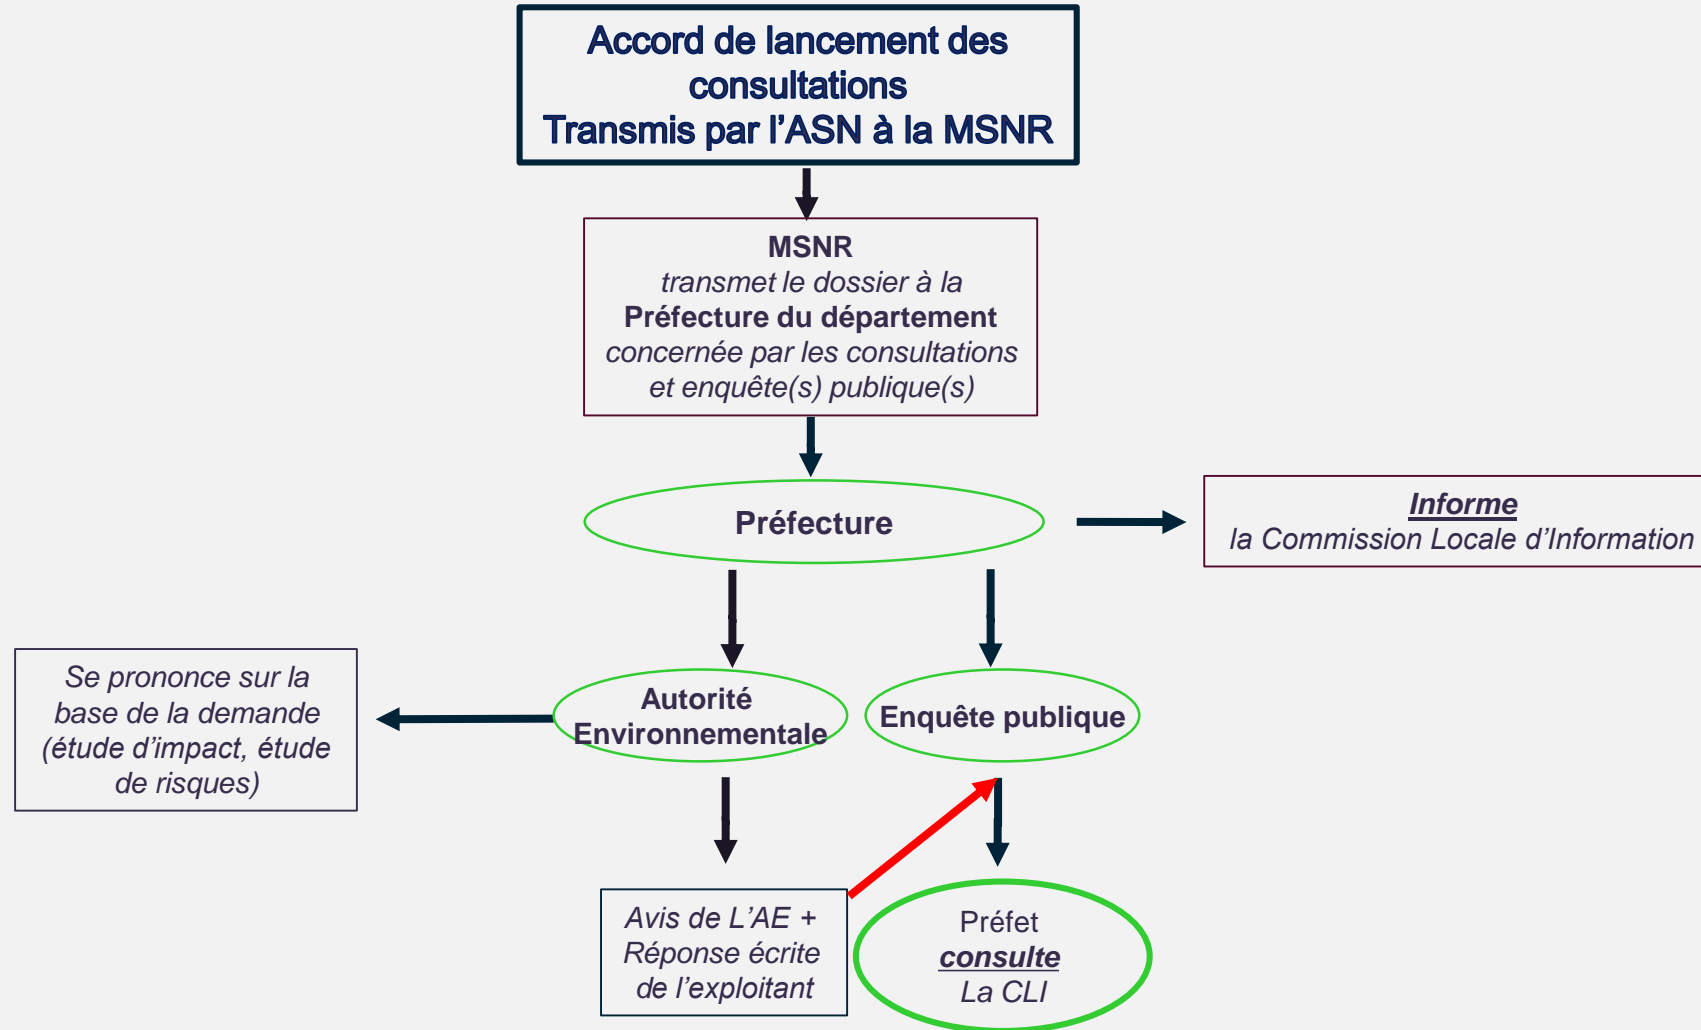 Accord de lancement des
consultations
Transmis par l’ASN à la MSNR
MSNR
transmet le dossier à la
Préfecture du département
concernée par les consultations
et enquête(s) publique(s)
Préfecture
Informe
la Commission Locale d’Information
Se prononce sur la
base de la demande
(étude d’impact, étude
de risques)
Autorité
Environnementale
Enquête publique
Avis de L’AE +
Réponse écrite
de l’exploitant
Préfet
consulte
La CLI